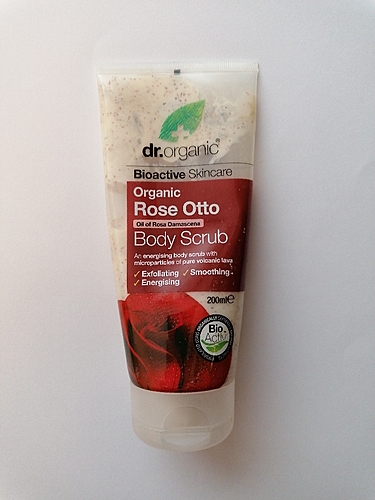 dr.organic®
Bioactive Skincare
Organic
Rose Otto
Oil of Rosa Damascena
Body Scrub
An energising body scrub with
microparticles of pure volcanic lava
✓ Exfoliating ✓ Smoothing
✓ Energising
200ml℮
Bio
Activ